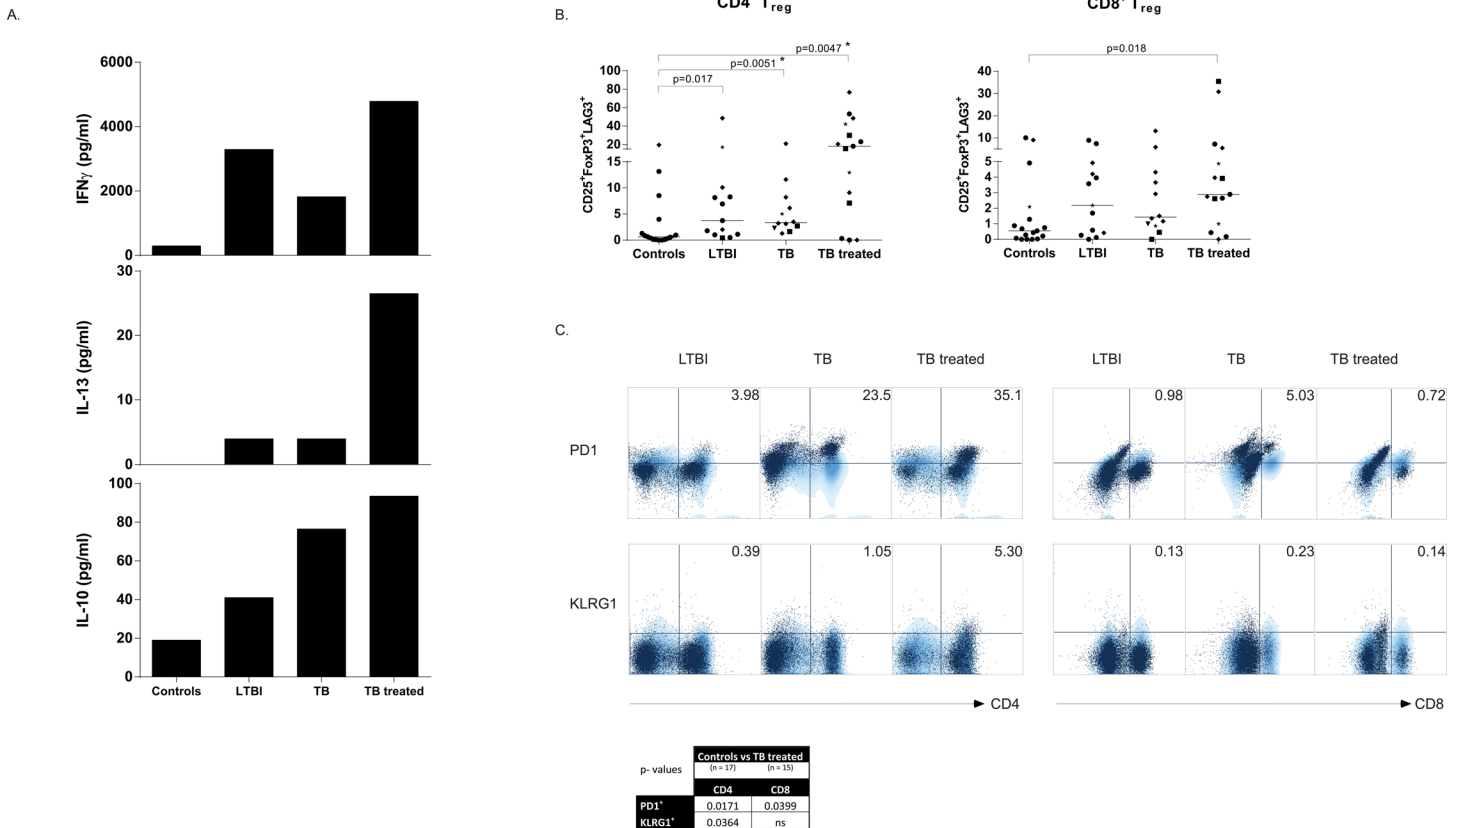 A.
6000
4000
2000
0
IFNγ (pg/ml)
30
20
10
0
IL-13 (pg/ml)
100
80
60
40
20
0
IL-10 (pg/ml)
Controls LTBI TB TB treated
B.
CD4⁺ Treg
p=0.0047 *
p=0.0051 *
p=0.017
100
80
60
40
20
15
10
5
0
CD25⁺FoxP3⁺LAG3⁺
Controls LTBI TB TB treated
CD8⁺ Treg
p=0.018
40
30
20
10
5
4
3
2
1
0
CD25⁺FoxP3⁺LAG3⁺
Controls LTBI TB TB treated
C.
LTBI TB TB treated LTBI TB TB treated
PD1
3.98 23.5 35.1 0.98 5.03 0.72
KLRG1
0.39 1.05 5.30 0.13 0.23 0.14
CD4 CD8
Controls vs TB treated
p- values (n = 17) (n = 15)
CD4 CD8
PD1⁺ 0.0171 0.0399
KLRG1⁺ 0.0364 ns